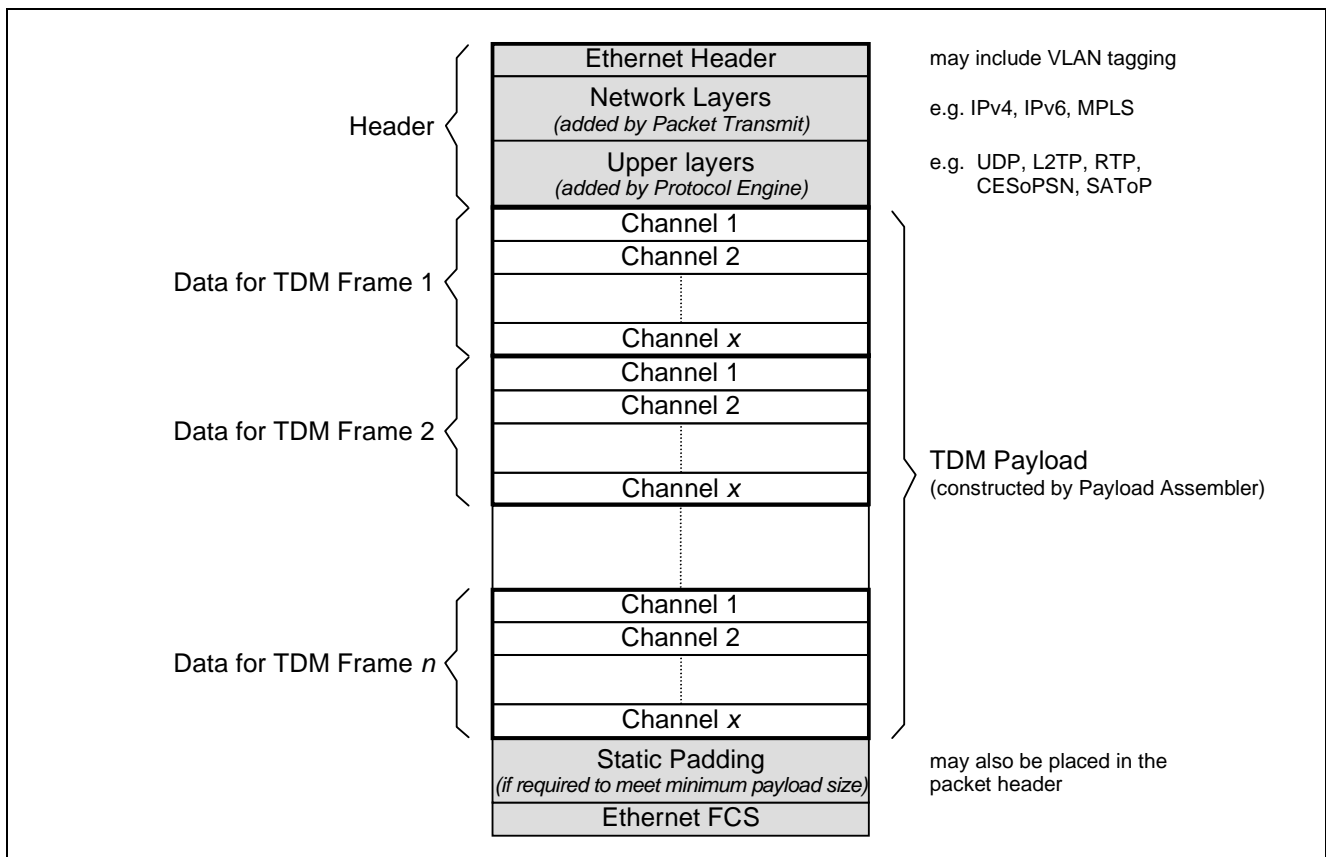 Ethernet Header
may include VLAN tagging
Network Layers
(added by Packet Transmit)
e.g. IPv4, IPv6, MPLS
Header
Upper layers
(added by Protocol Engine)
e.g. UDP, L2TP, RTP,
CESoPSN, SAToP
Channel 1
Channel 2
Data for TDM Frame 1
Channel x
Channel 1
Channel 2
Data for TDM Frame 2
Channel x
TDM Payload
(constructed by Payload Assembler)
Channel 1
Channel 2
Data for TDM Frame n
Channel x
Static Padding
(if required to meet minimum payload size)
may also be placed in the
packet header
Ethernet FCS